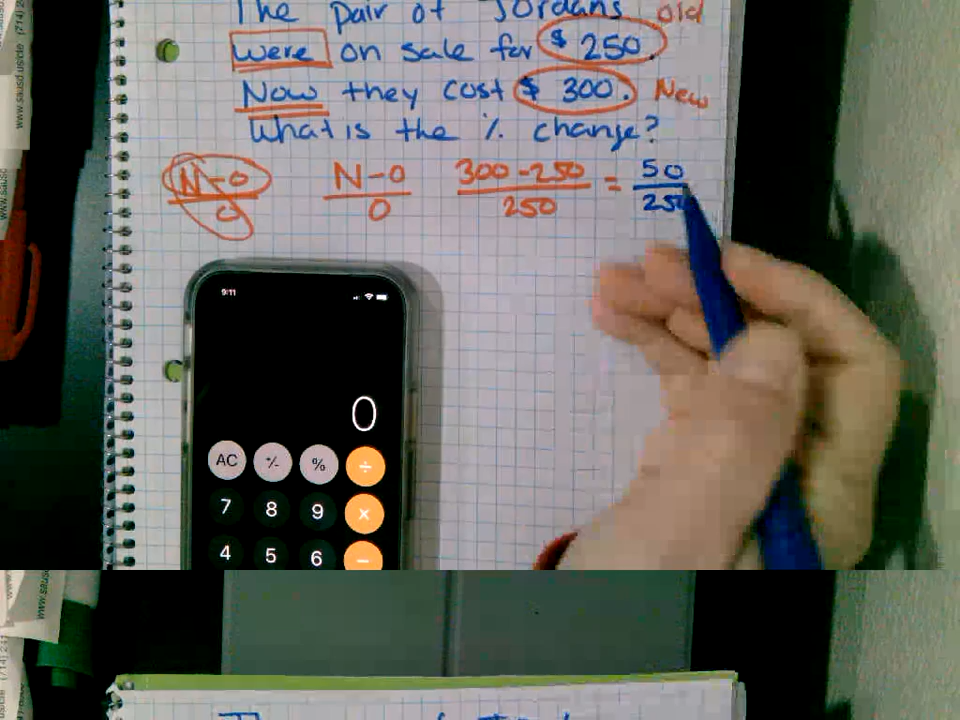 The pair of Jordans old
were on sale for $250.
Now they cost $300. New
What is the % change?
N-O N-O 300-250 = 50
O O 250 250
9:11
0
AC +/- % ÷
7 8 9 ×
4 5 6 −